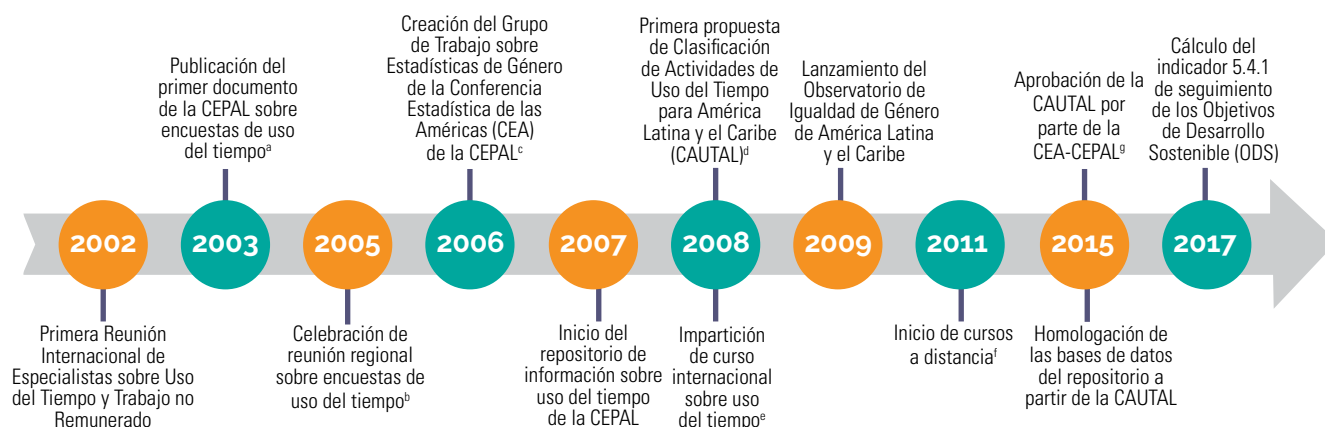 Primera Reunión
Internacional de
Especialistas sobre Uso
del Tiempo y Trabajo no
Remunerado
2002
Publicación del
primer documento
de la CEPAL sobre
encuestas de uso
del tiempoᵃ
2003
2005
Celebración de
reunión regional
sobre encuestas de
uso del tiempoᵇ
Creación del Grupo
de Trabajo sobre
Estadísticas de Género
de la Conferencia
Estadística de las
Américas (CEA)
de la CEPALᶜ
2006
2007
Inicio del
repositorio de
información sobre
uso del tiempo
de la CEPAL
Primera propuesta
de Clasificación
de Actividades de
Uso del Tiempo
para América
Latina y el Caribe
(CAUTAL)ᵈ
2008
Impartición
de curso
internacional
sobre uso
del tiempoᵉ
Lanzamiento del
Observatorio de
Igualdad de Género
de América Latina
y el Caribe
2009
2011
Inicio de cursos
a distanciaᶠ
Aprobación de la
CAUTAL por
parte de la
CEA-CEPALᵍ
2015
Homologación de
las bases de datos
del repositorio a
partir de la CAUTAL
Cálculo del
indicador 5.4.1
de seguimiento
de los Objetivos
de Desarrollo
Sostenible (ODS)
2017